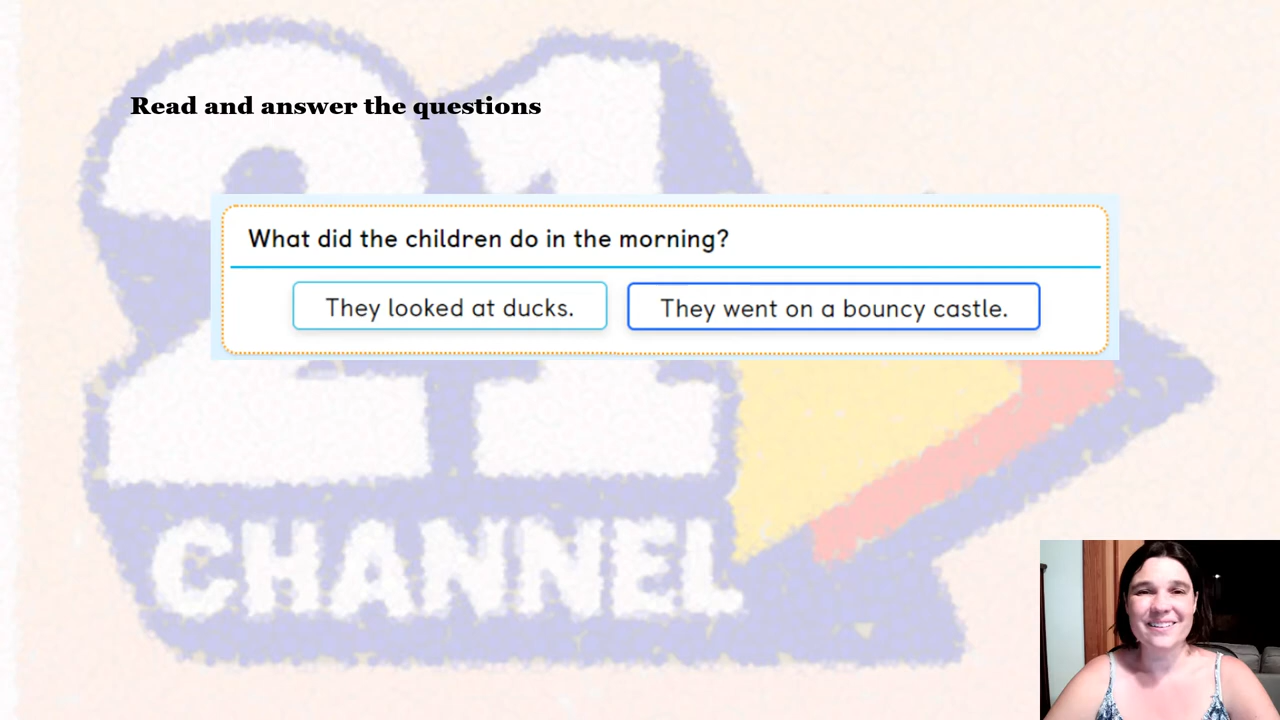 21
CHANNEL
Read and answer the questions
What did the children do in the morning?
They looked at ducks.
They went on a bouncy castle.